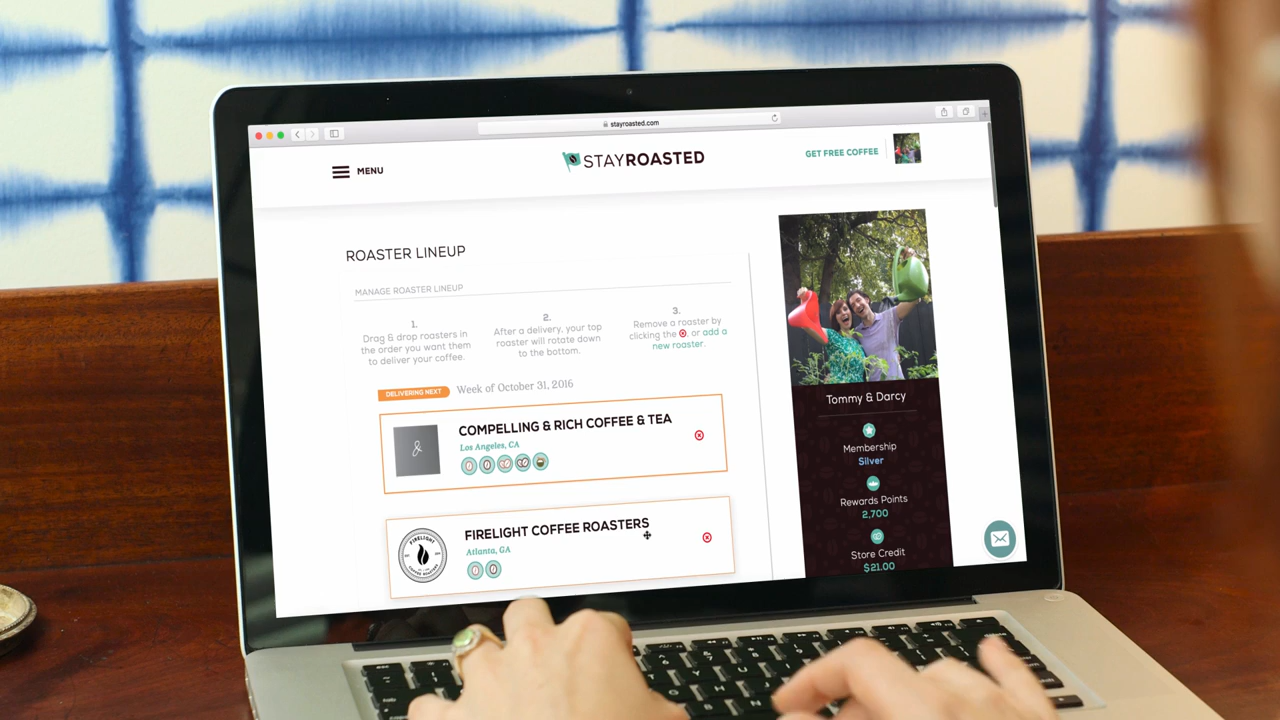 stayroasted.com
MENU
STAYROASTED
GET FREE COFFEE
ROASTER LINEUP
MANAGE ROASTER LINEUP
1.
Drag & drop roasters in
the order you want them
to deliver your coffee.
2.
After a delivery, your top
roaster will rotate down
to the bottom.
3.
Remove a roaster by
clicking the , or add a
new roaster.
DELIVERING NEXT
Week of October 31, 2016
&
COMPELLING & RICH COFFEE & TEA
Los Angeles, CA
FIRELIGHT
COFFEE ROASTERS
FIRELIGHT COFFEE ROASTERS
Atlanta, GA
Tommy & Darcy
Membership
Silver
Rewards Points
2,700
Store Credit
$21.00